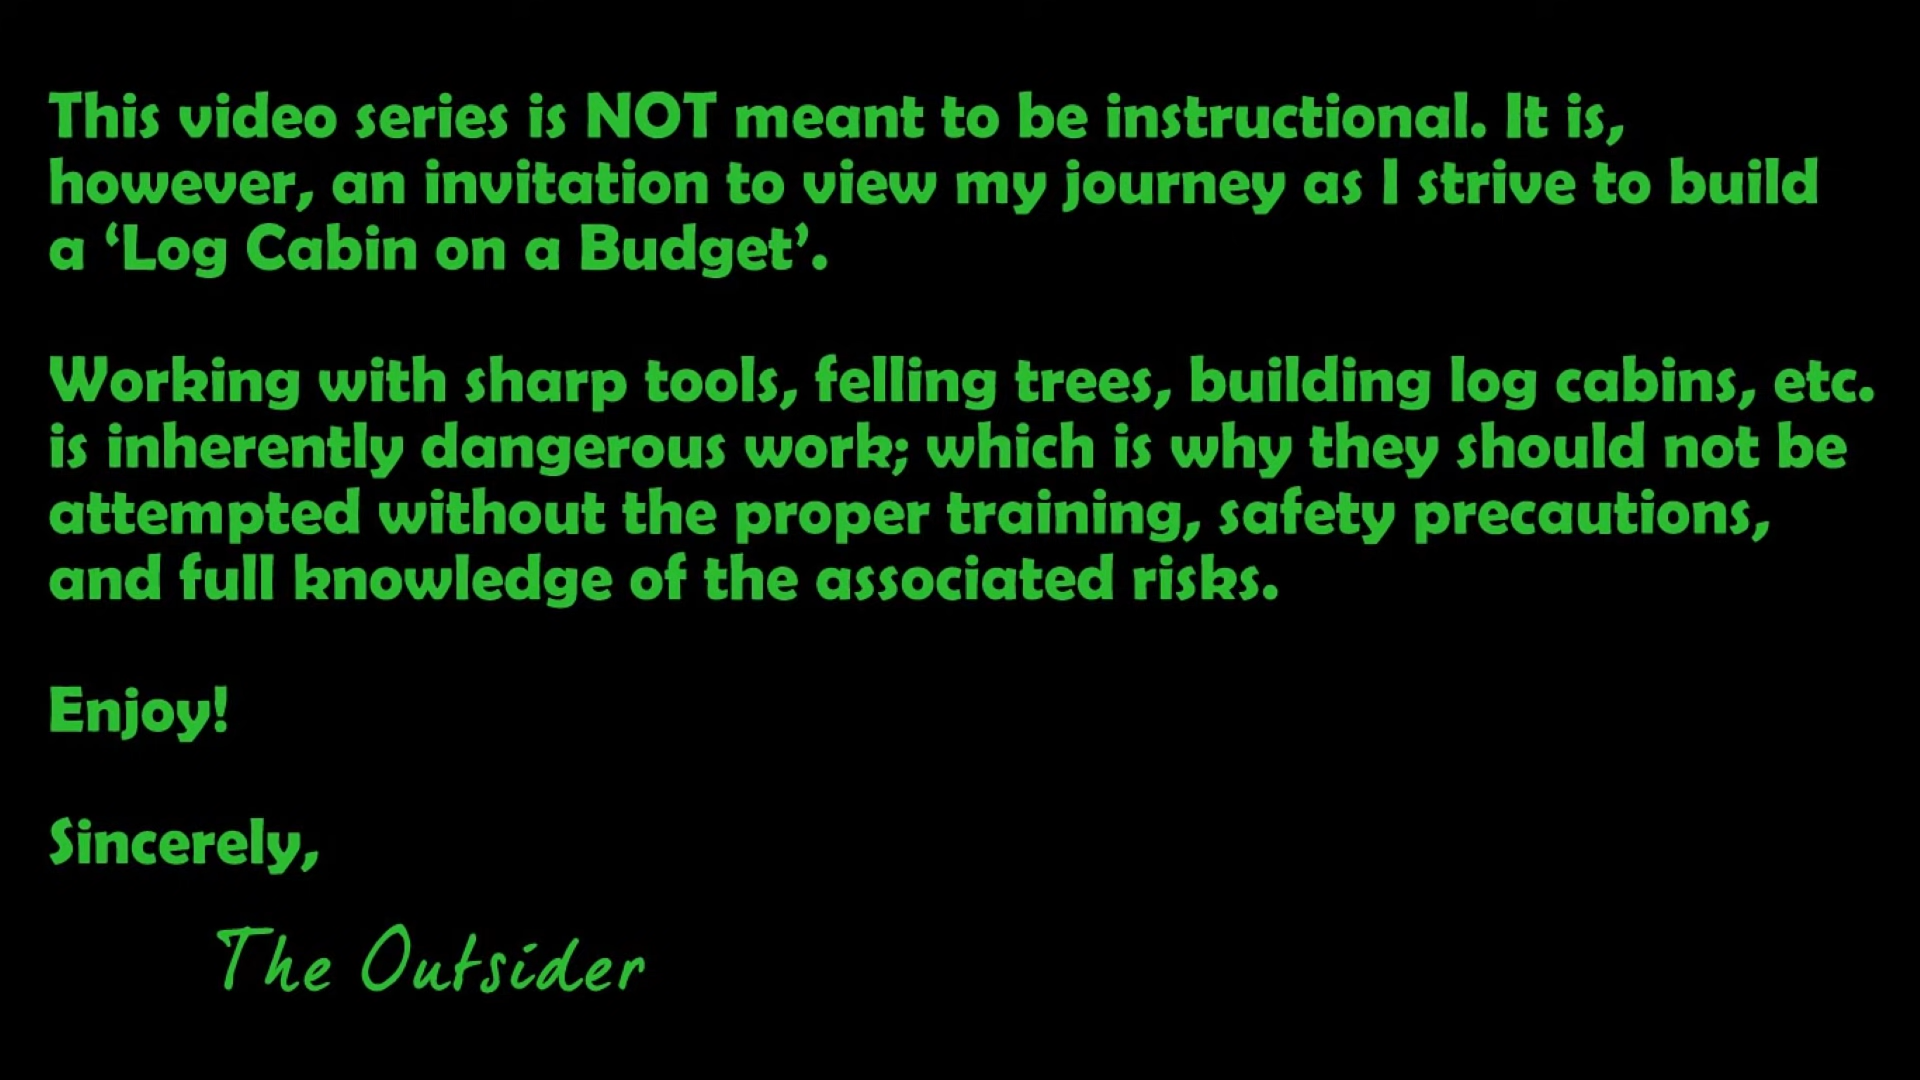 This video series is NOT meant to be instructional. It is,
however, an invitation to view my journey as I strive to build
a ‘Log Cabin on a Budget’.
Working with sharp tools, felling trees, building log cabins, etc.
is inherently dangerous work; which is why they should not be
attempted without the proper training, safety precautions,
and full knowledge of the associated risks.
Enjoy!
Sincerely,
The Outsider